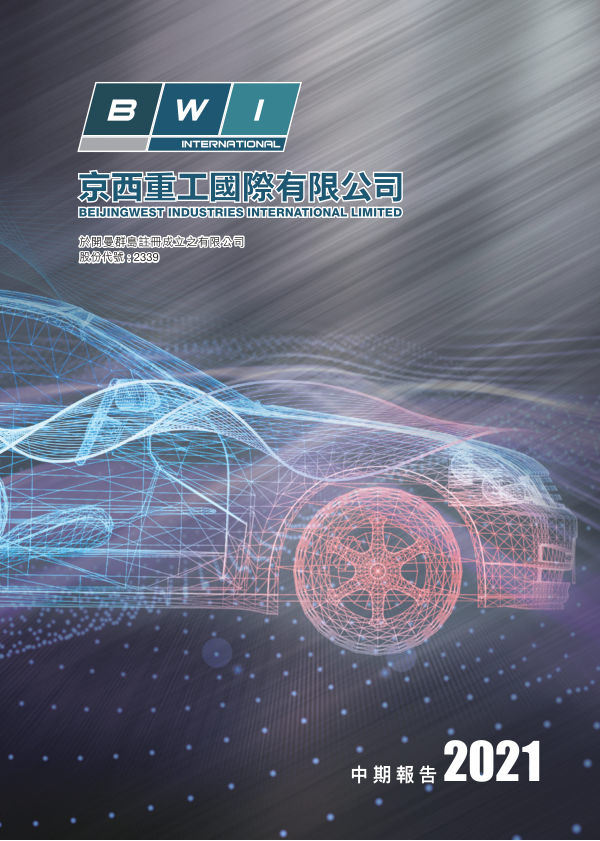 BWI
INTERNATIONAL
京西重工國際有限公司
BEIJINGWEST INDUSTRIES INTERNATIONAL LIMITED
於開曼群島註冊成立之有限公司
股份代號：2339
中期報告 2021